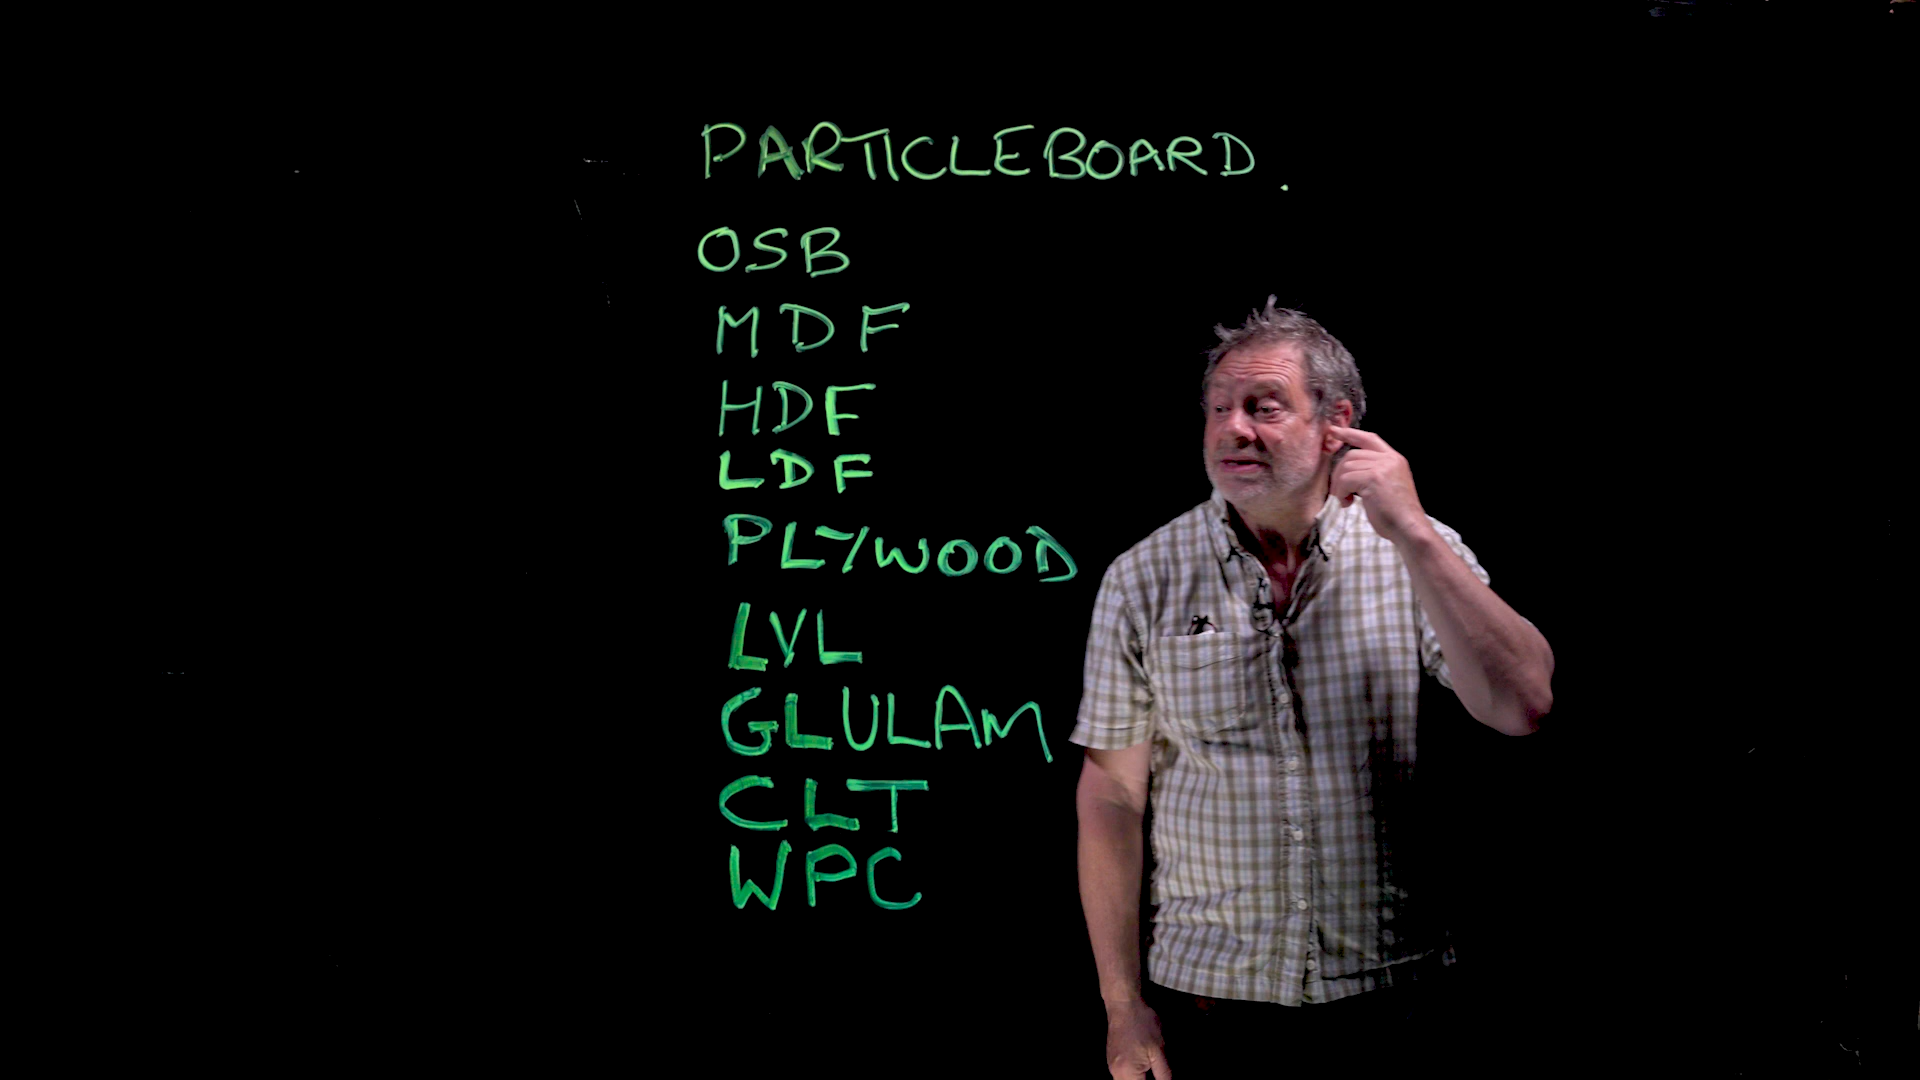 PARTICLEBOARD.
OSB
MDF
HDF
LDF
PLYWOOD
LVL
GLULAM
CLT
WPC